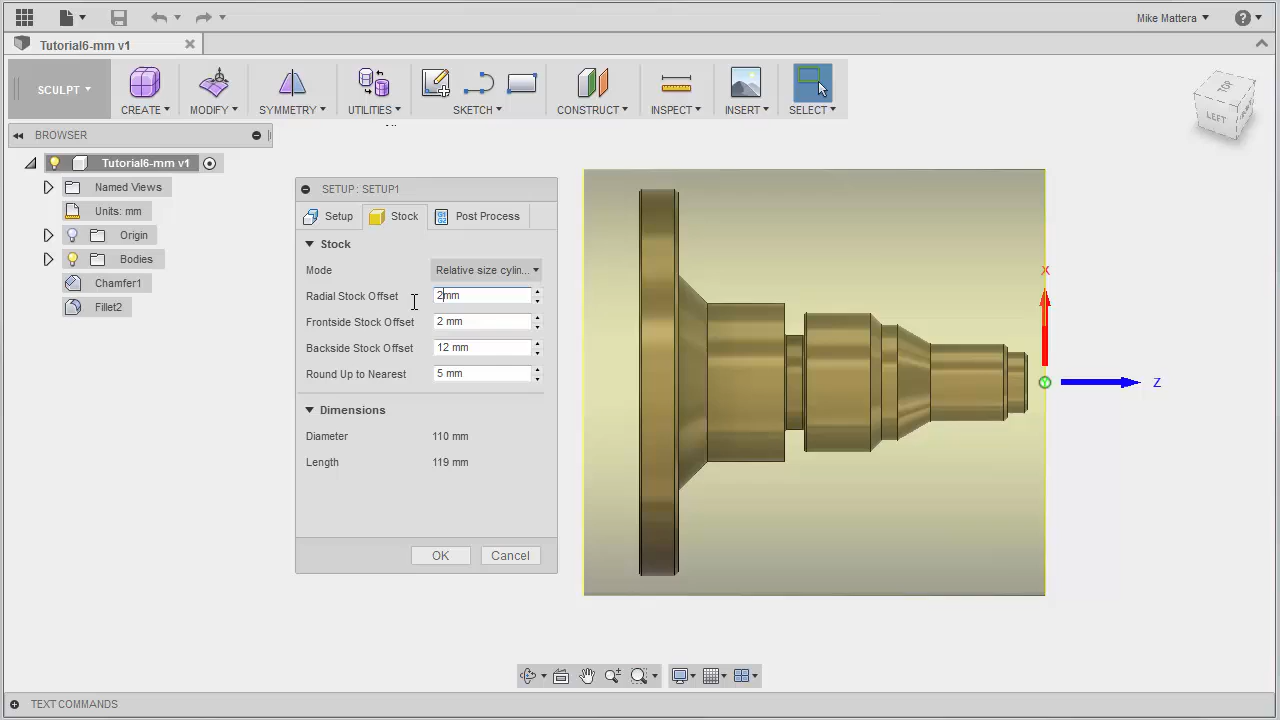 Mike Mattera
Tutorial6-mm v1
SCULPT
CREATE
MODIFY
SYMMETRY
UTILITIES
SKETCH
CONSTRUCT
INSPECT
INSERT
SELECT
LEFT
BROWSER
Tutorial6-mm v1
Named Views
Units: mm
Origin
Bodies
Chamfer1
Fillet2
SETUP : SETUP1
Setup
Stock
G1
G2
Post Process
Stock
Mode
Relative size cylin...
Radial Stock Offset
2mm
Frontside Stock Offset
2 mm
Backside Stock Offset
12 mm
Round Up to Nearest
5 mm
Dimensions
Diameter
110 mm
Length
119 mm
OK
Cancel
X
Y
Z
TEXT COMMANDS